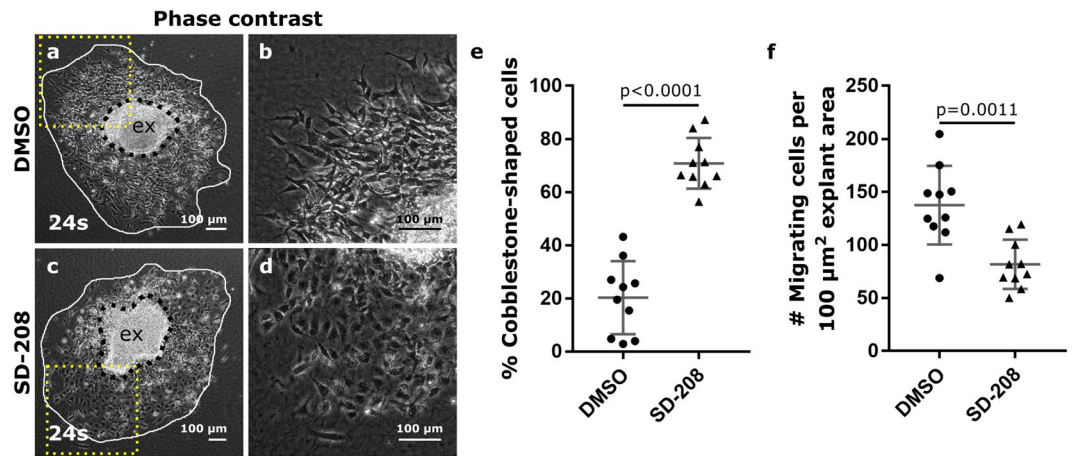 Phase contrast
a
b
DMSO
ex
24s
100 µm
100 µm
c
d
SD-208
ex
24s
100 µm
100 µm
e
% Cobblestone-shaped cells
100
80
60
40
20
0
p<0.0001
DMSO
SD-208
f
# Migrating cells per
100 µm² explant area
250
200
150
100
50
0
p=0.0011
DMSO
SD-208